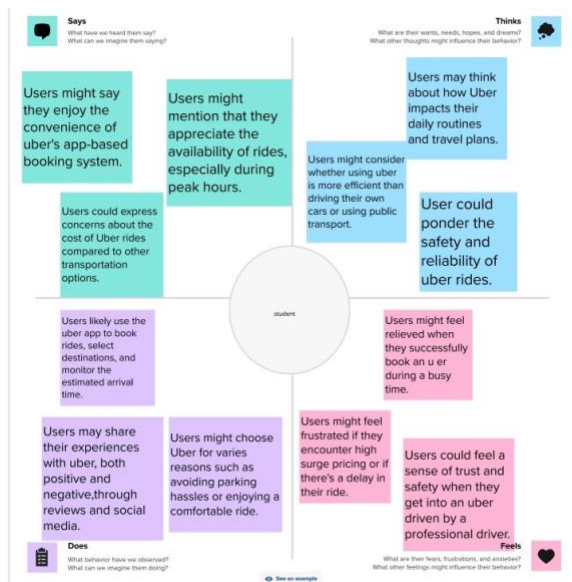 Says
What have we heard them say?
What can we imagine them saying?
Thinks
What are their wants, needs, hopes, and dreams?
What other thoughts might influence their behavior?
Users might say
they enjoy the
convenience of
uber's app-based
booking system.
Users might
mention that they
appreciate the
availability of rides,
especially during
peak hours.
Users could express
concerns about the
cost of Uber rides
compared to other
transportation
options.
Users may think
about how Uber
impacts their
daily routines
and travel plans.
Users might consider
whether using uber
is more efficient than
driving their own
cars or using public
transport.
User could
ponder the
safety and
reliability of
uber rides.
student
Users likely use the
uber app to book
rides, select
destinations, and
monitor the
estimated arrival
time.
Users may share
their experiences
with uber, both
positive and
negative,through
reviews and social
media.
Users might choose
Uber for varies
reasons such as
avoiding parking
hassles or enjoying a
comfortable ride.
Users might feel
relieved when
they successfully
book an u er
during a busy
time.
Users might feel
frustrated if they
encounter high
surge pricing or if
there's a delay in
their ride.
Users could feel a
sense of trust and
safety when they
get into an uber
driven by a
professional driver.
Does
What behavior have we observed?
What can we imagine them doing?
Feels
What are their fears, frustrations, and anxieties?
What other feelings might influence their behavior?
See an example